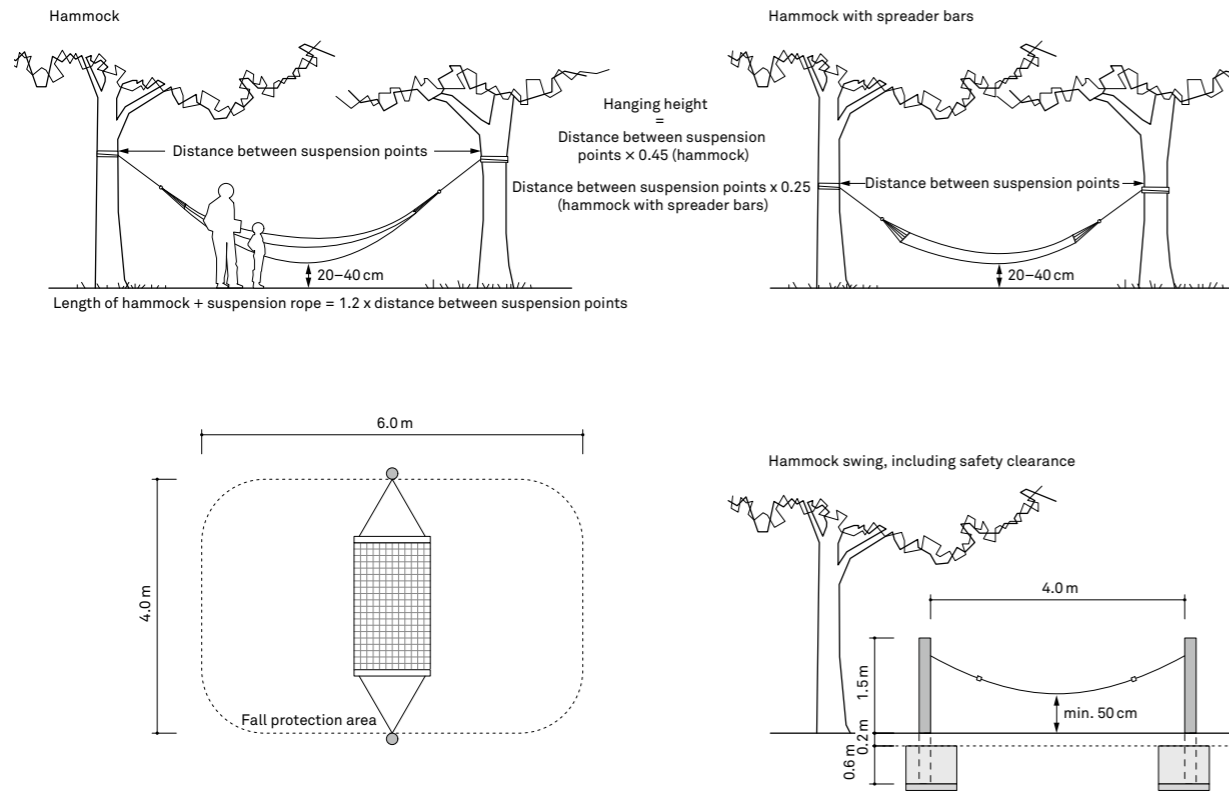 Hammock
Distance between suspension points
20–40 cm
Length of hammock + suspension rope = 1.2 x distance between suspension points
Hanging height
=
Distance between suspension
points × 0.45 (hammock)
Distance between suspension points x 0.25
(hammock with spreader bars)
Hammock with spreader bars
Distance between suspension points
20–40 cm
6.0 m
4.0 m
Fall protection area
Hammock swing, including safety clearance
4.0 m
1.5 m
min. 50 cm
0.2 m
0.6 m